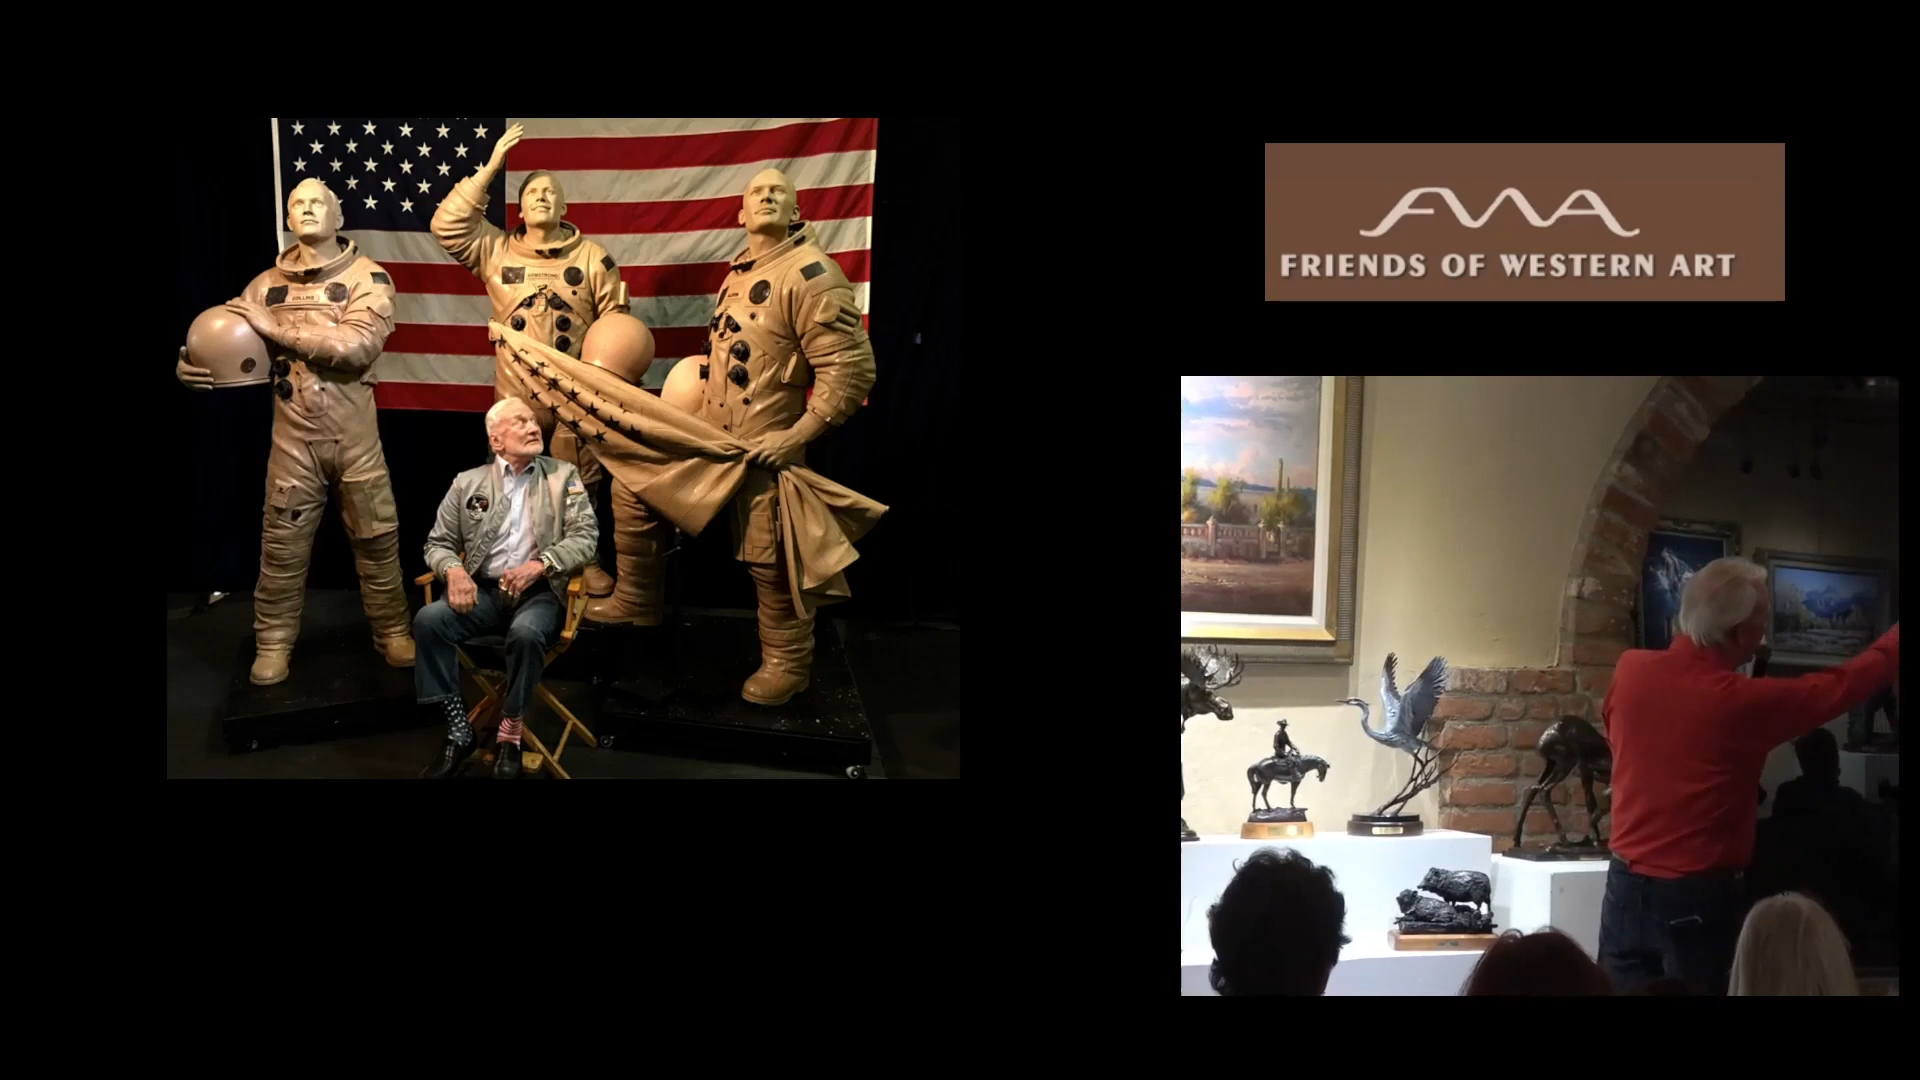 COLLINS
ARMSTRONG
FWA
FRIENDS OF WESTERN ART